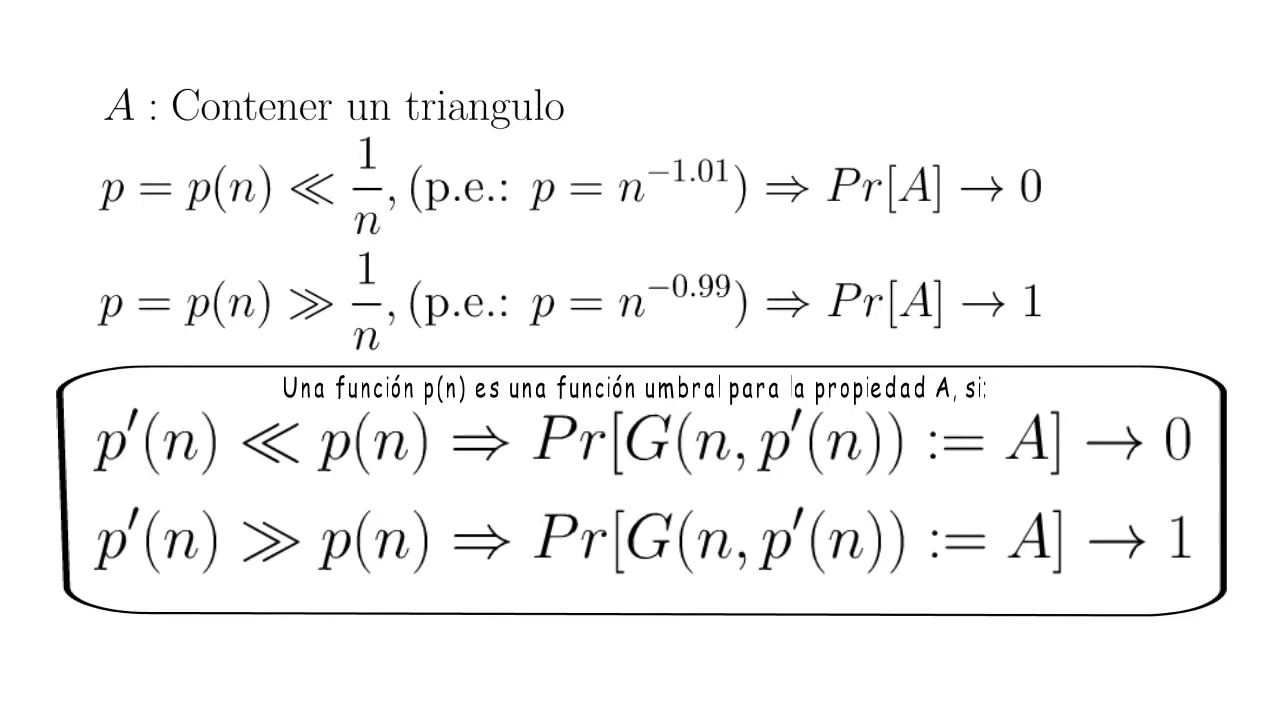 A : Contener un triangulo
p = p(n) ≪ 1/n, (p.e.: p = n^{-1.01}) ⇒ Pr[A] → 0
p = p(n) ≫ 1/n, (p.e.: p = n^{-0.99}) ⇒ Pr[A] → 1
Una función p(n) es una función umbral para la propiedad A, si:
p′(n) ≪ p(n) ⇒ Pr[G(n, p′(n)) := A] → 0
p′(n) ≫ p(n) ⇒ Pr[G(n, p′(n)) := A] → 1